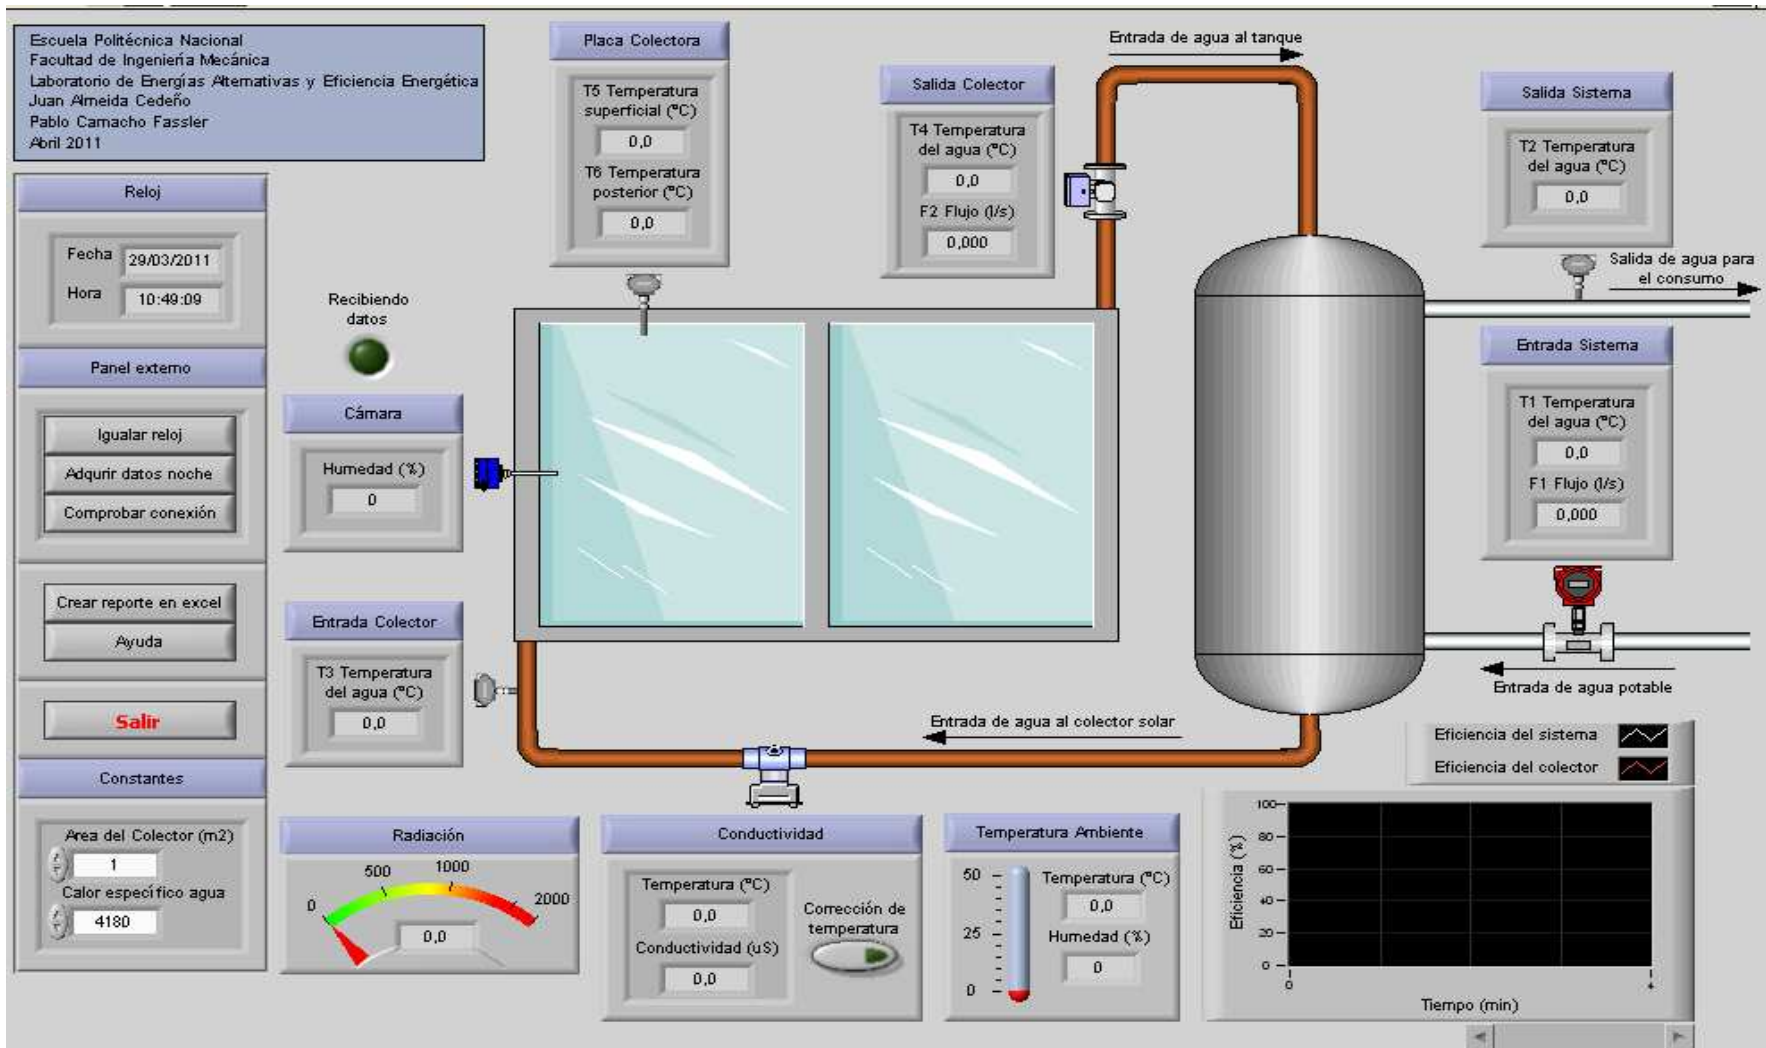 Escuela Politécnica Nacional
Facultad de Ingeniería Mecánica
Laboratorio de Energías Alternativas y Eficiencia Energética
Juan Almeida Cedeño
Pablo Camacho Fassler
Abril 2011
Reloj
Fecha 29/03/2011
Hora 10:49:09
Panel externo
Igualar reloj
Adqurir datos noche
Comprobar conexión
Crear reporte en excel
Ayuda
Salir
Constantes
Area del Colector (m2)
1
Calor específico agua
4180
Recibiendo
datos
Cámara
Humedad (%)
0
Entrada Colector
T3 Temperatura
del agua (ºC)
0,0
Placa Colectora
T5 Temperatura
superficial (ºC)
0,0
T6 Temperatura
posterior (ºC)
0,0
Salida Colector
T4 Temperatura
del agua (ºC)
0,0
F2 Flujo (l/s)
0,000
Entrada de agua al tanque
Salida Sistema
T2 Temperatura
del agua (ºC)
0,0
Salida de agua para
el consumo
Entrada Sistema
T1 Temperatura
del agua (ºC)
0,0
F1 Flujo (l/s)
0,000
Entrada de agua potable
Entrada de agua al colector solar
Radiación
0 500 1000 2000
0,0
Conductividad
Temperatura (ºC)
0,0
Conductividad (uS)
0,0
Corrección de
temperatura
Temperatura Ambiente
50
25
0
Temperatura (ºC)
0,0
Humedad (%)
0
Eficiencia del sistema
Eficiencia del colector
Eficiencia (%)
100
80
60
40
20
0
0 4
Tiempo (min)